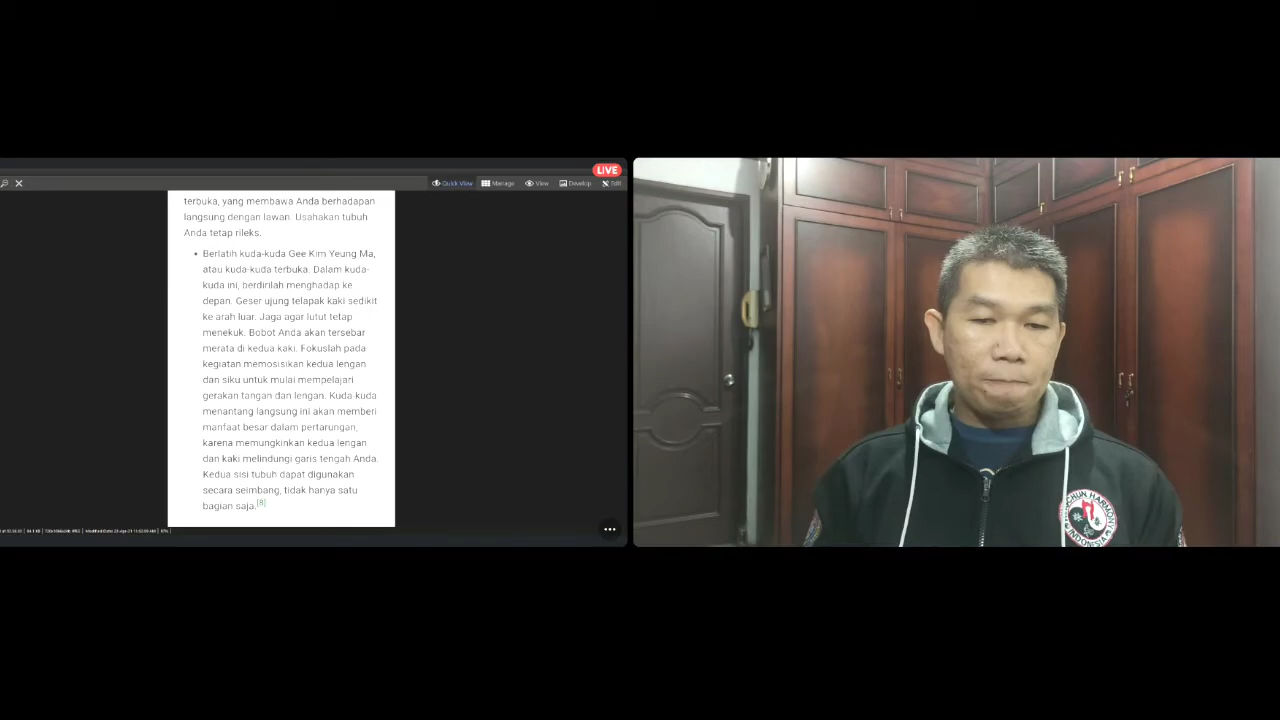 LIVE
Quick View Manage View Develop Edit
terbuka, yang membawa Anda berhadapan
langsung dengan lawan. Usahakan tubuh
Anda tetap rileks.
• Berlatih kuda-kuda Gee Kim Yeung Ma,
atau kuda-kuda terbuka. Dalam kuda-
kuda ini, berdirilah menghadap ke
depan. Geser ujung telapak kaki sedikit
ke arah luar. Jaga agar lutut tetap
menekuk. Bobot Anda akan tersebar
merata di kedua kaki. Fokuslah pada
kegiatan memosisikan kedua lengan
dan siku untuk mulai mempelajari
gerakan tangan dan lengan. Kuda-kuda
menantang langsung ini akan memberi
manfaat besar dalam pertarungan,
karena memungkinkan kedua lengan
dan kaki melindungi garis tengah Anda.
Kedua sisi tubuh dapat digunakan
secara seimbang, tidak hanya satu
bagian saja.[8]
CHUN HARMONY
INDONESIA